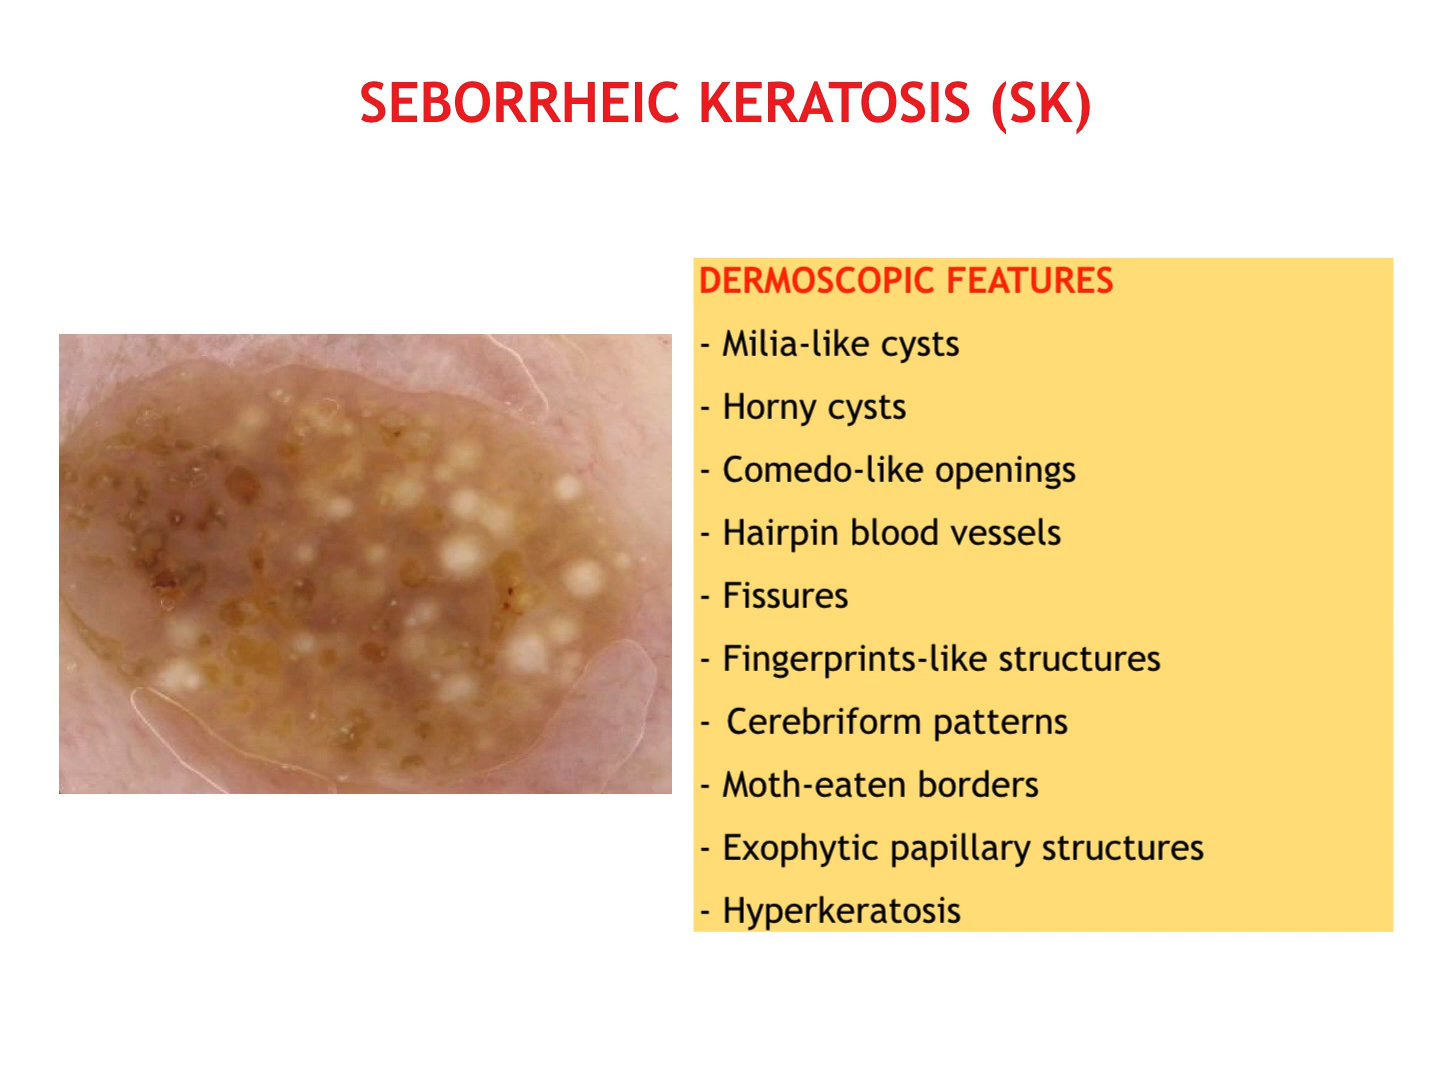 SEBORRHEIC KERATOSIS (SK)
DERMOSCOPIC FEATURES
- Milia-like cysts
- Horny cysts
- Comedo-like openings
- Hairpin blood vessels
- Fissures
- Fingerprints-like structures
- Cerebriform patterns
- Moth-eaten borders
- Exophytic papillary structures
- Hyperkeratosis